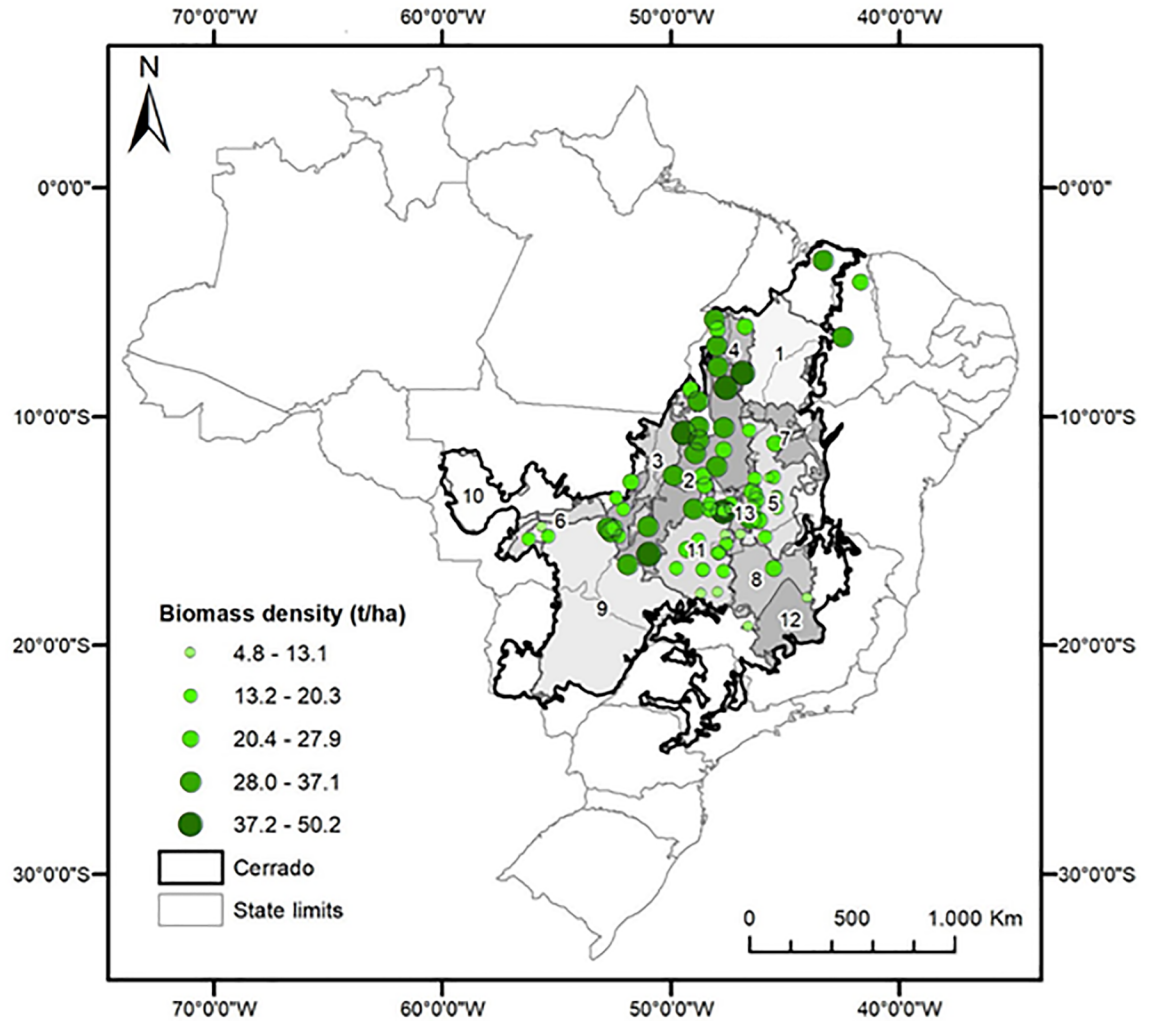 70°0'0"W 60°0'0"W 50°0'0"W 40°0'0"W
N
0°0'0" 0°0'0"
4
1
10°0'0"S 10°0'0"S
7
3
2
10
5
13
6
11
8
9
12
Biomass density (t/ha)
4.8 - 13.1
20°0'0"S 20°0'0"S
13.2 - 20.3
20.4 - 27.9
28.0 - 37.1
37.2 - 50.2
Cerrado
30°0'0"S 30°0'0"S
State limits
0 500 1.000 Km
70°0'0"W 60°0'0"W 50°0'0"W 40°0'0"W